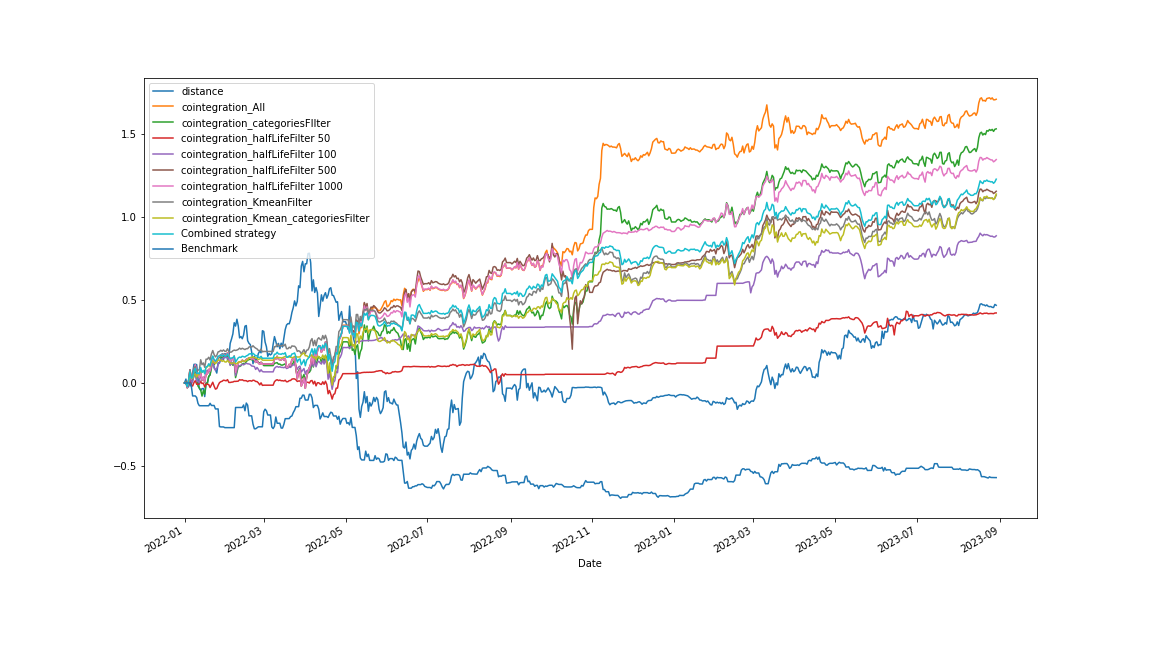 distance
cointegration_All
cointegration_categoriesFIlter
cointegration_halfLifeFilter 50
cointegration_halfLifeFilter 100
cointegration_halfLifeFilter 500
cointegration_halfLifeFilter 1000
cointegration_KmeanFilter
cointegration_Kmean_categoriesFilter
Combined strategy
Benchmark
1.5
1.0
0.5
0.0
−0.5
2022-01
2022-03
2022-05
2022-07
2022-09
2022-11
2023-01
2023-03
2023-05
2023-07
2023-09
Date